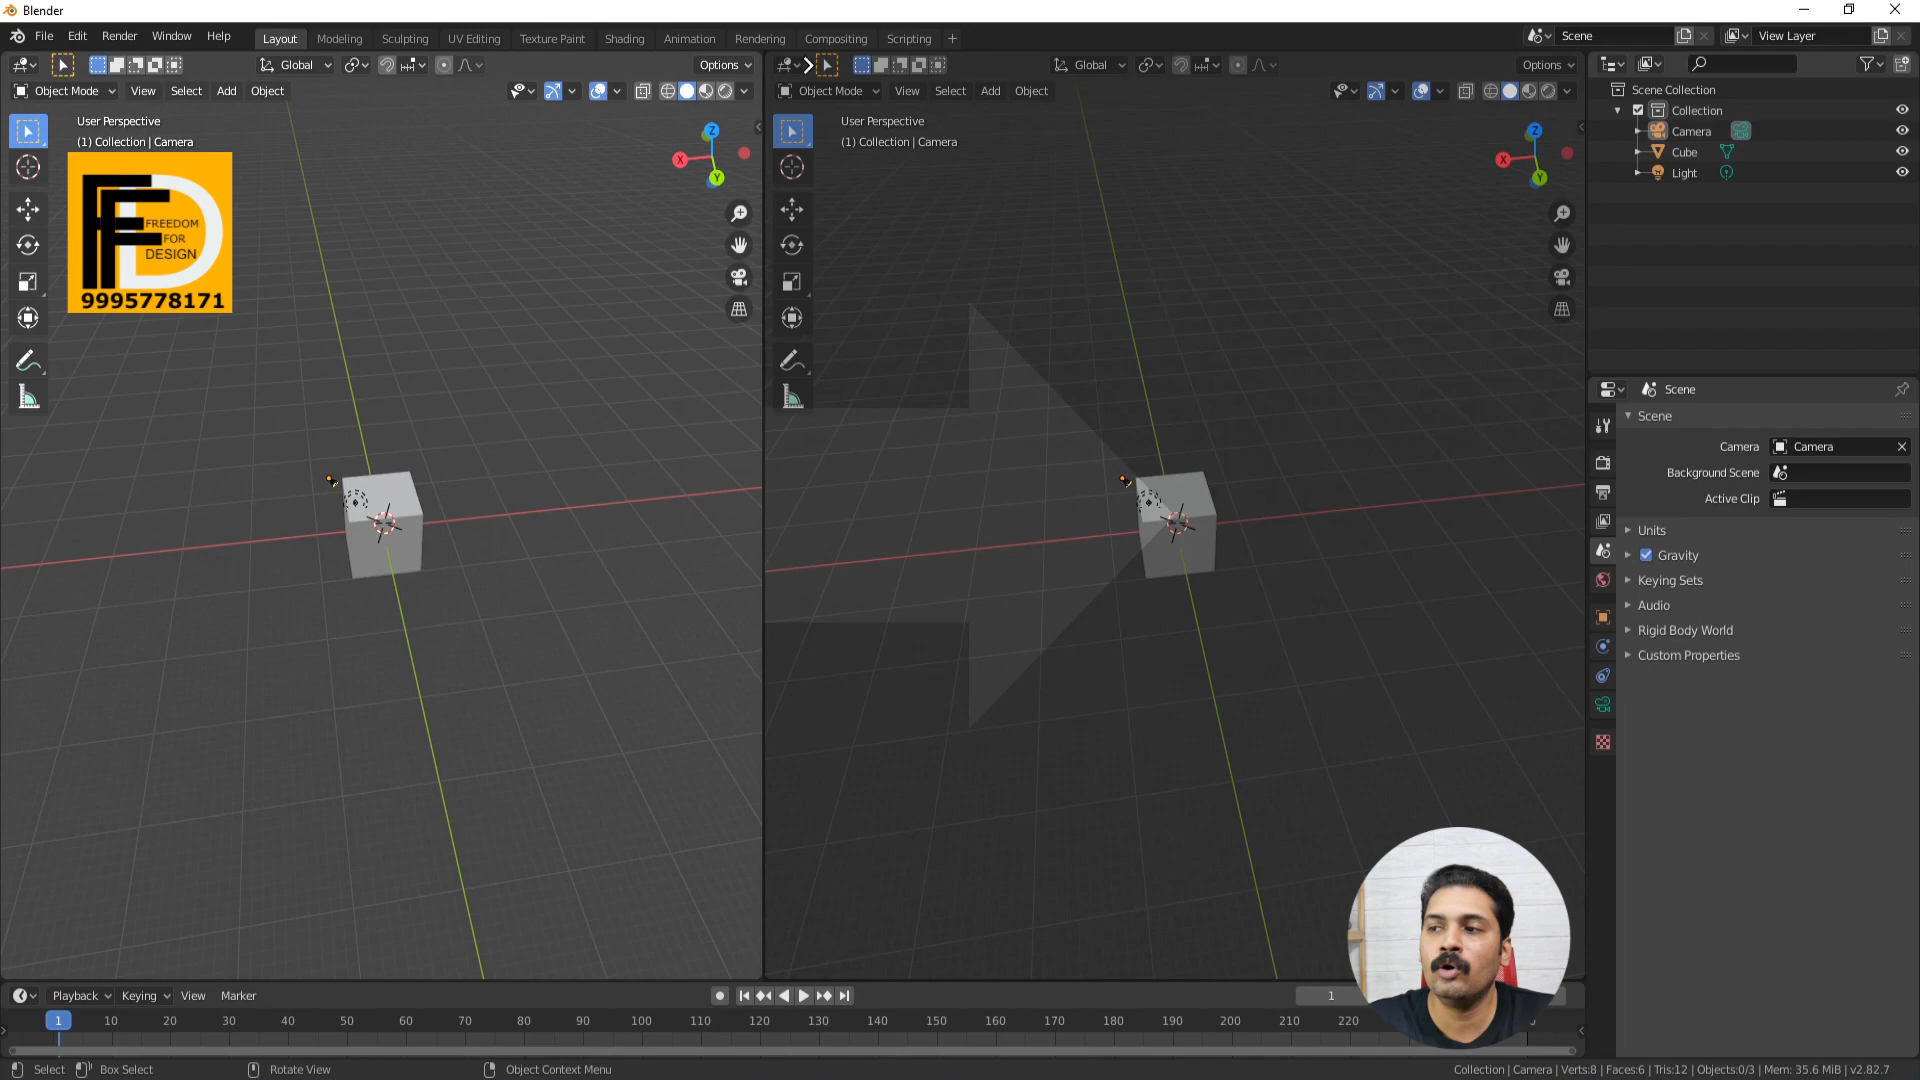 Blender
File Edit Render Window Help
Layout Modeling Sculpting UV Editing Texture Paint Shading Animation Rendering Compositing Scripting +
Scene
View Layer
Global
Options
Object Mode View Select Add Object
User Perspective
(1) Collection | Camera
X Z Y
FREEDOM
FOR
DESIGN
9995778171
Global
Options
Object Mode View Select Add Object
User Perspective
(1) Collection | Camera
X Z Y
Scene Collection
Collection
Camera
Cube
Light
Scene
Scene
Camera Camera
Background Scene
Active Clip
Units
Gravity
Keying Sets
Audio
Rigid Body World
Custom Properties
Playback Keying View Marker
1
1 10 20 30 40 50 60 70 80 90 100 110 120 130 140 150 160 170 180 190 200 210 220
Select Box Select Rotate View Object Context Menu
Collection | Camera | Verts:8 | Faces:6 | Tris:12 | Objects:0/3 | Mem: 35.6 MiB | v2.82.7